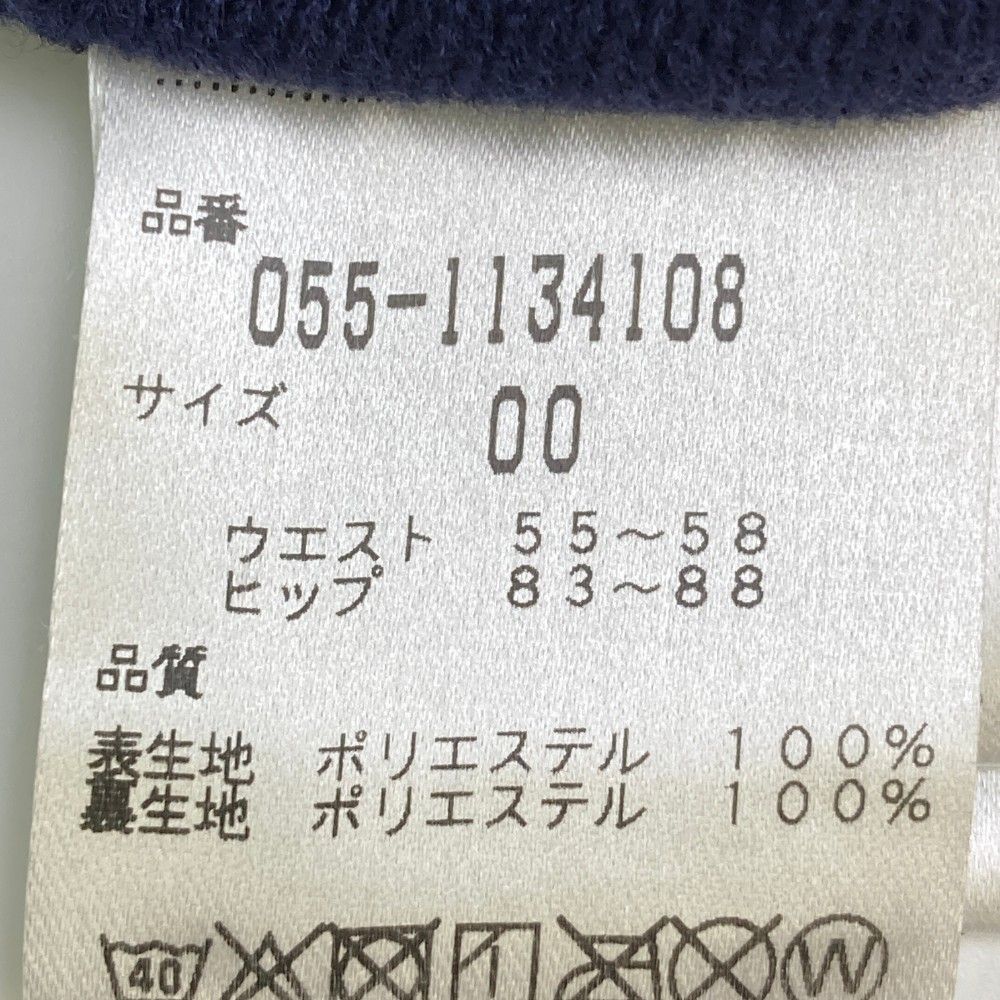 品番
055-1134108
サイズ 00
ウエスト 55～58
ヒップ 83～88
品質
表生地 ポリエステル 100%
裏生地 ポリエステル 100%
40 W